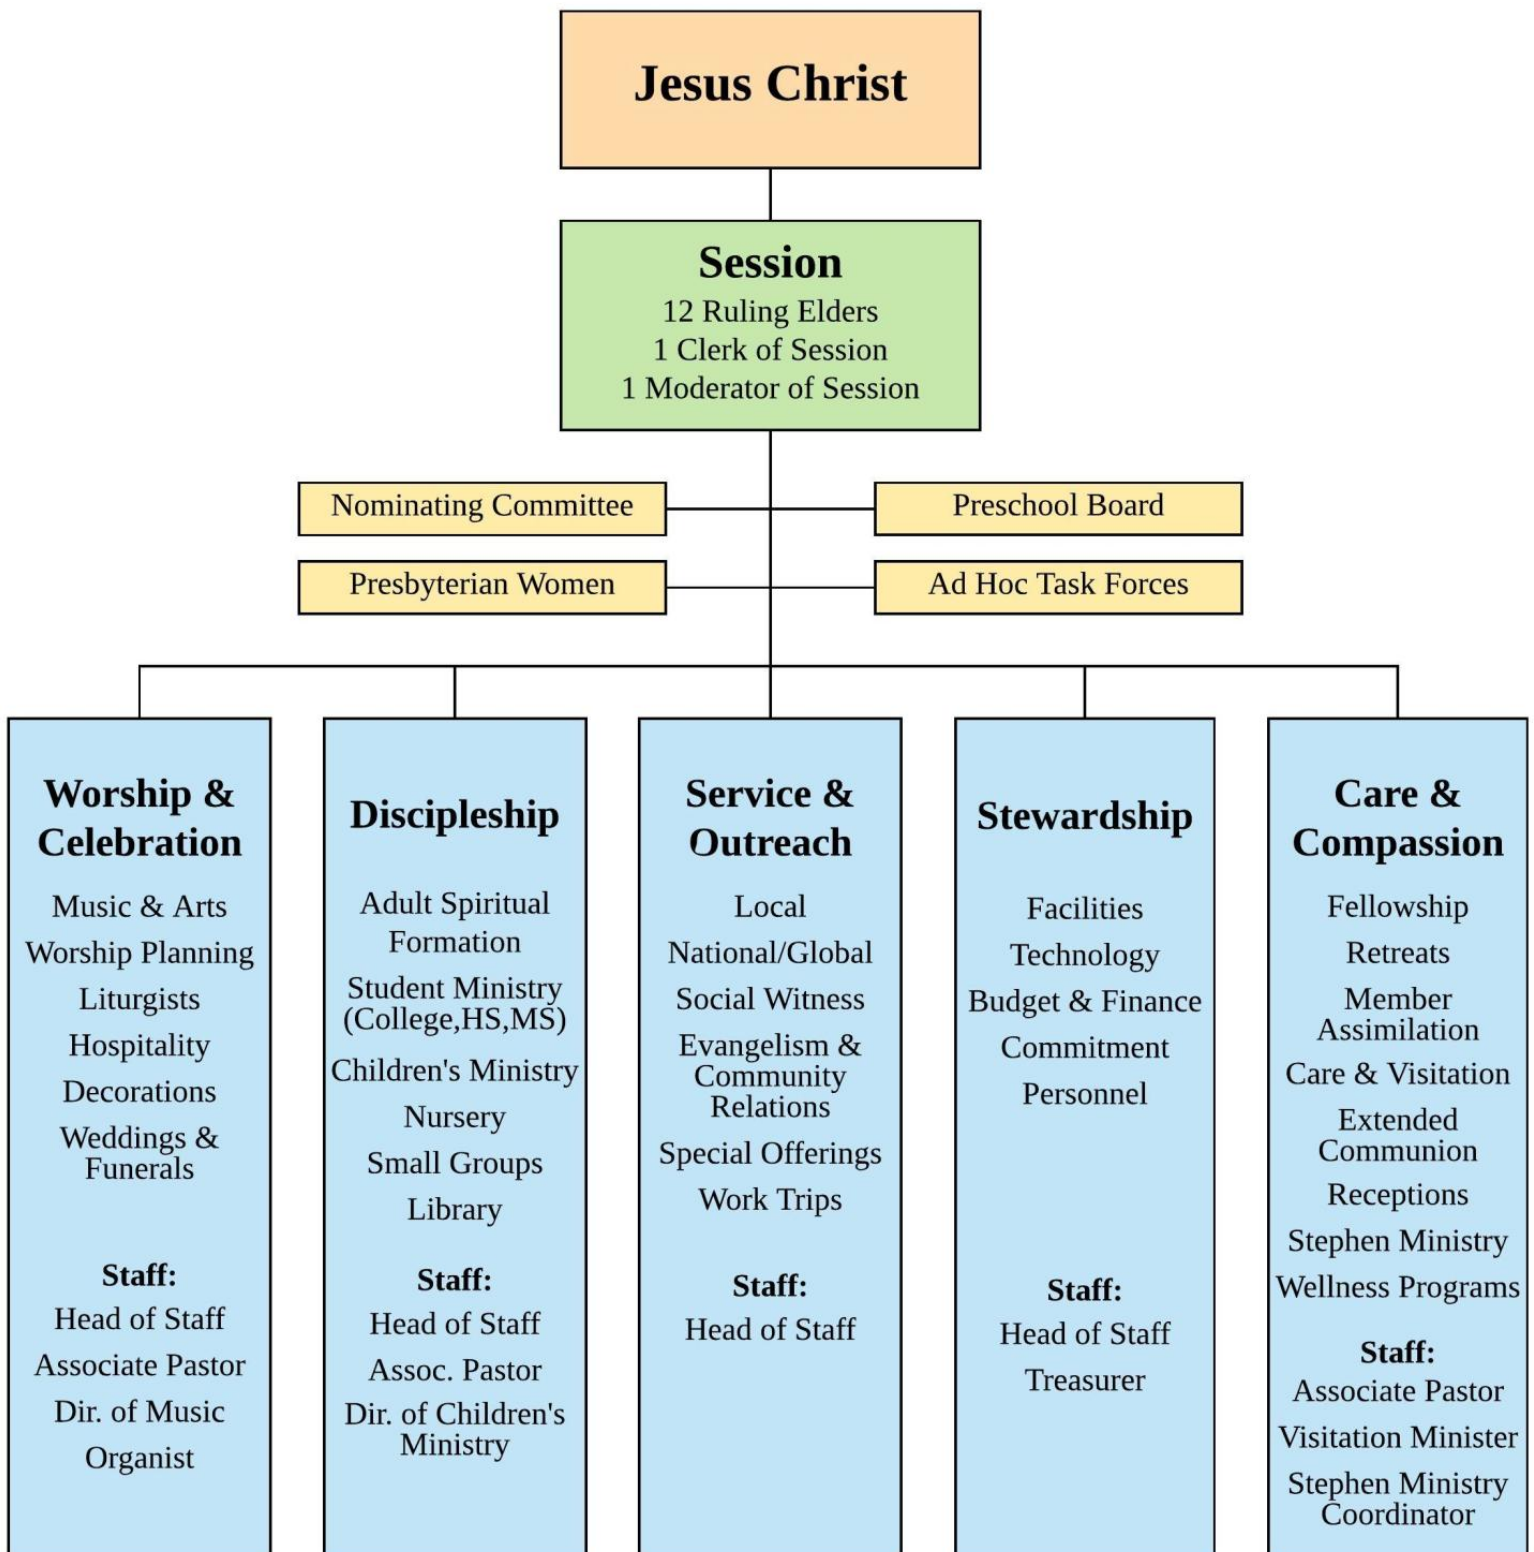 Jesus Christ
Session
12 Ruling Elders
1 Clerk of Session
1 Moderator of Session
Nominating Committee
Preschool Board
Presbyterian Women
Ad Hoc Task Forces
Worship &
Celebration
Music & Arts
Worship Planning
Liturgists
Hospitality
Decorations
Weddings &
Funerals
Staff:
Head of Staff
Associate Pastor
Dir. of Music
Organist
Discipleship
Adult Spiritual
Formation
Student Ministry
(College,HS,MS)
Children's Ministry
Nursery
Small Groups
Library
Staff:
Head of Staff
Assoc. Pastor
Dir. of Children's
Ministry
Service &
Outreach
Local
National/Global
Social Witness
Evangelism &
Community
Relations
Special Offerings
Work Trips
Staff:
Head of Staff
Stewardship
Facilities
Technology
Budget & Finance
Commitment
Personnel
Staff:
Head of Staff
Treasurer
Care &
Compassion
Fellowship
Retreats
Member
Assimilation
Care & Visitation
Extended
Communion
Receptions
Stephen Ministry
Wellness Programs
Staff:
Associate Pastor
Visitation Minister
Stephen Ministry
Coordinator